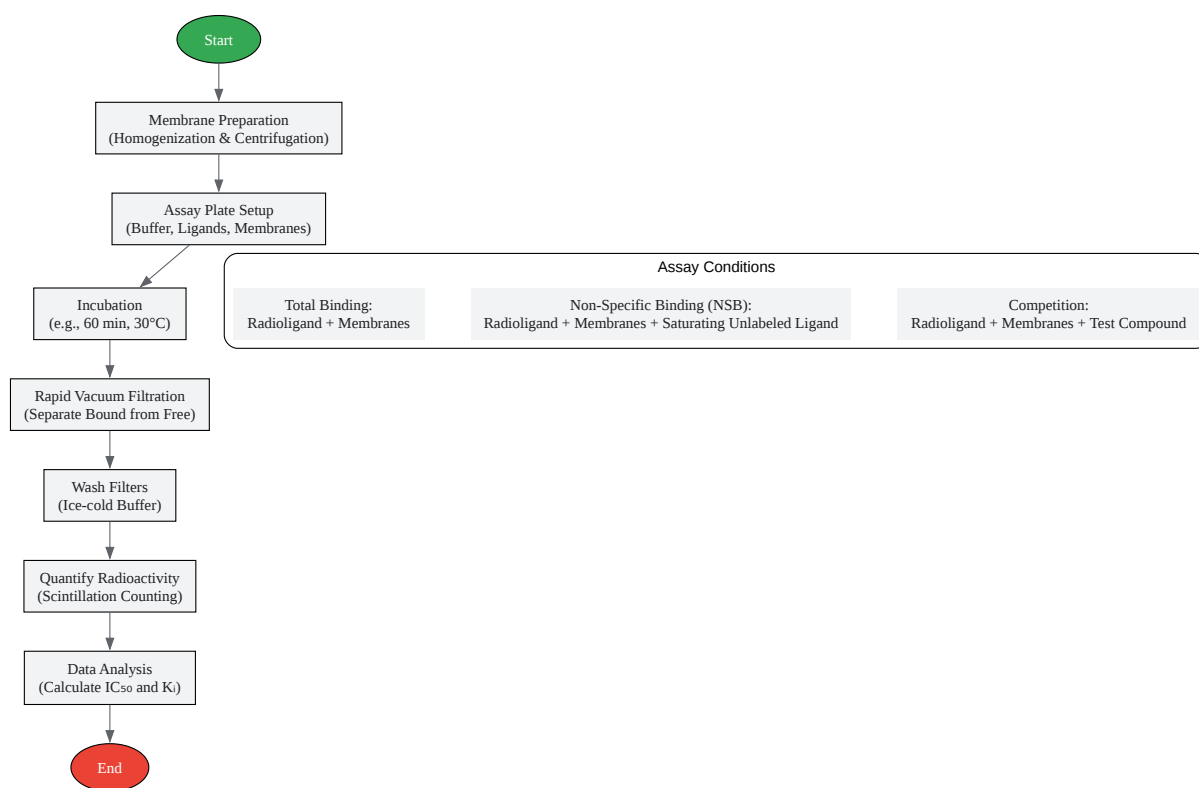 Start
Membrane Preparation
(Homogenization & Centrifugation)
Assay Plate Setup
(Buffer, Ligands, Membranes)
Assay Conditions
Total Binding:
Radioligand + Membranes
Non-Specific Binding (NSB):
Radioligand + Membranes + Saturating Unlabeled Ligand
Competition:
Radioligand + Membranes + Test Compound
Incubation
(e.g., 60 min, 30°C)
Rapid Vacuum Filtration
(Separate Bound from Free)
Wash Filters
(Ice-cold Buffer)
Quantify Radioactivity
(Scintillation Counting)
Data Analysis
(Calculate IC₅₀ and Kᵢ)
End